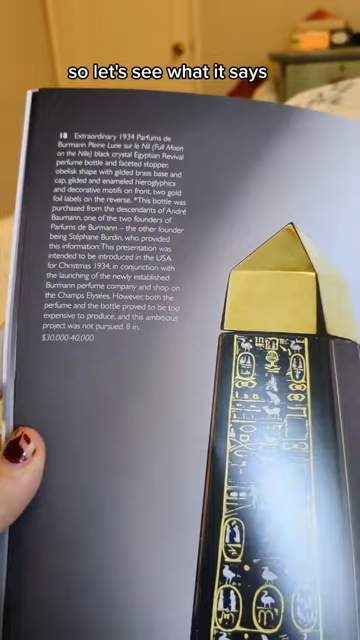 so let's see what it says
18 Extraordinary 1934 Parfums de
Burmann Pleine Lune sur le Nil (Full Moon
on the Nile) black crystal Egyptian Revival
perfume bottle and faceted stopper,
obelisk shape with gilded brass base and
cap, gilded and enameled hieroglyphics
and decorative motifs on front, two gold
foil labels on the reverse. *This bottle was
purchased from the descendants of André
Baumann, one of the two founders of
Parfums de Burmann – the other founder
being Stéphane Burdin, who provided
this information: This presentation was
intended to be introduced in the USA
for Christmas 1934, in conjunction with
the launching of the newly established
Burmann perfume company and shop on
the Champs Elysées. However, both the
perfume and the bottle proved to be too
expensive to produce, and this ambitious
project was not pursued. 8 in.
$30,000-40,000